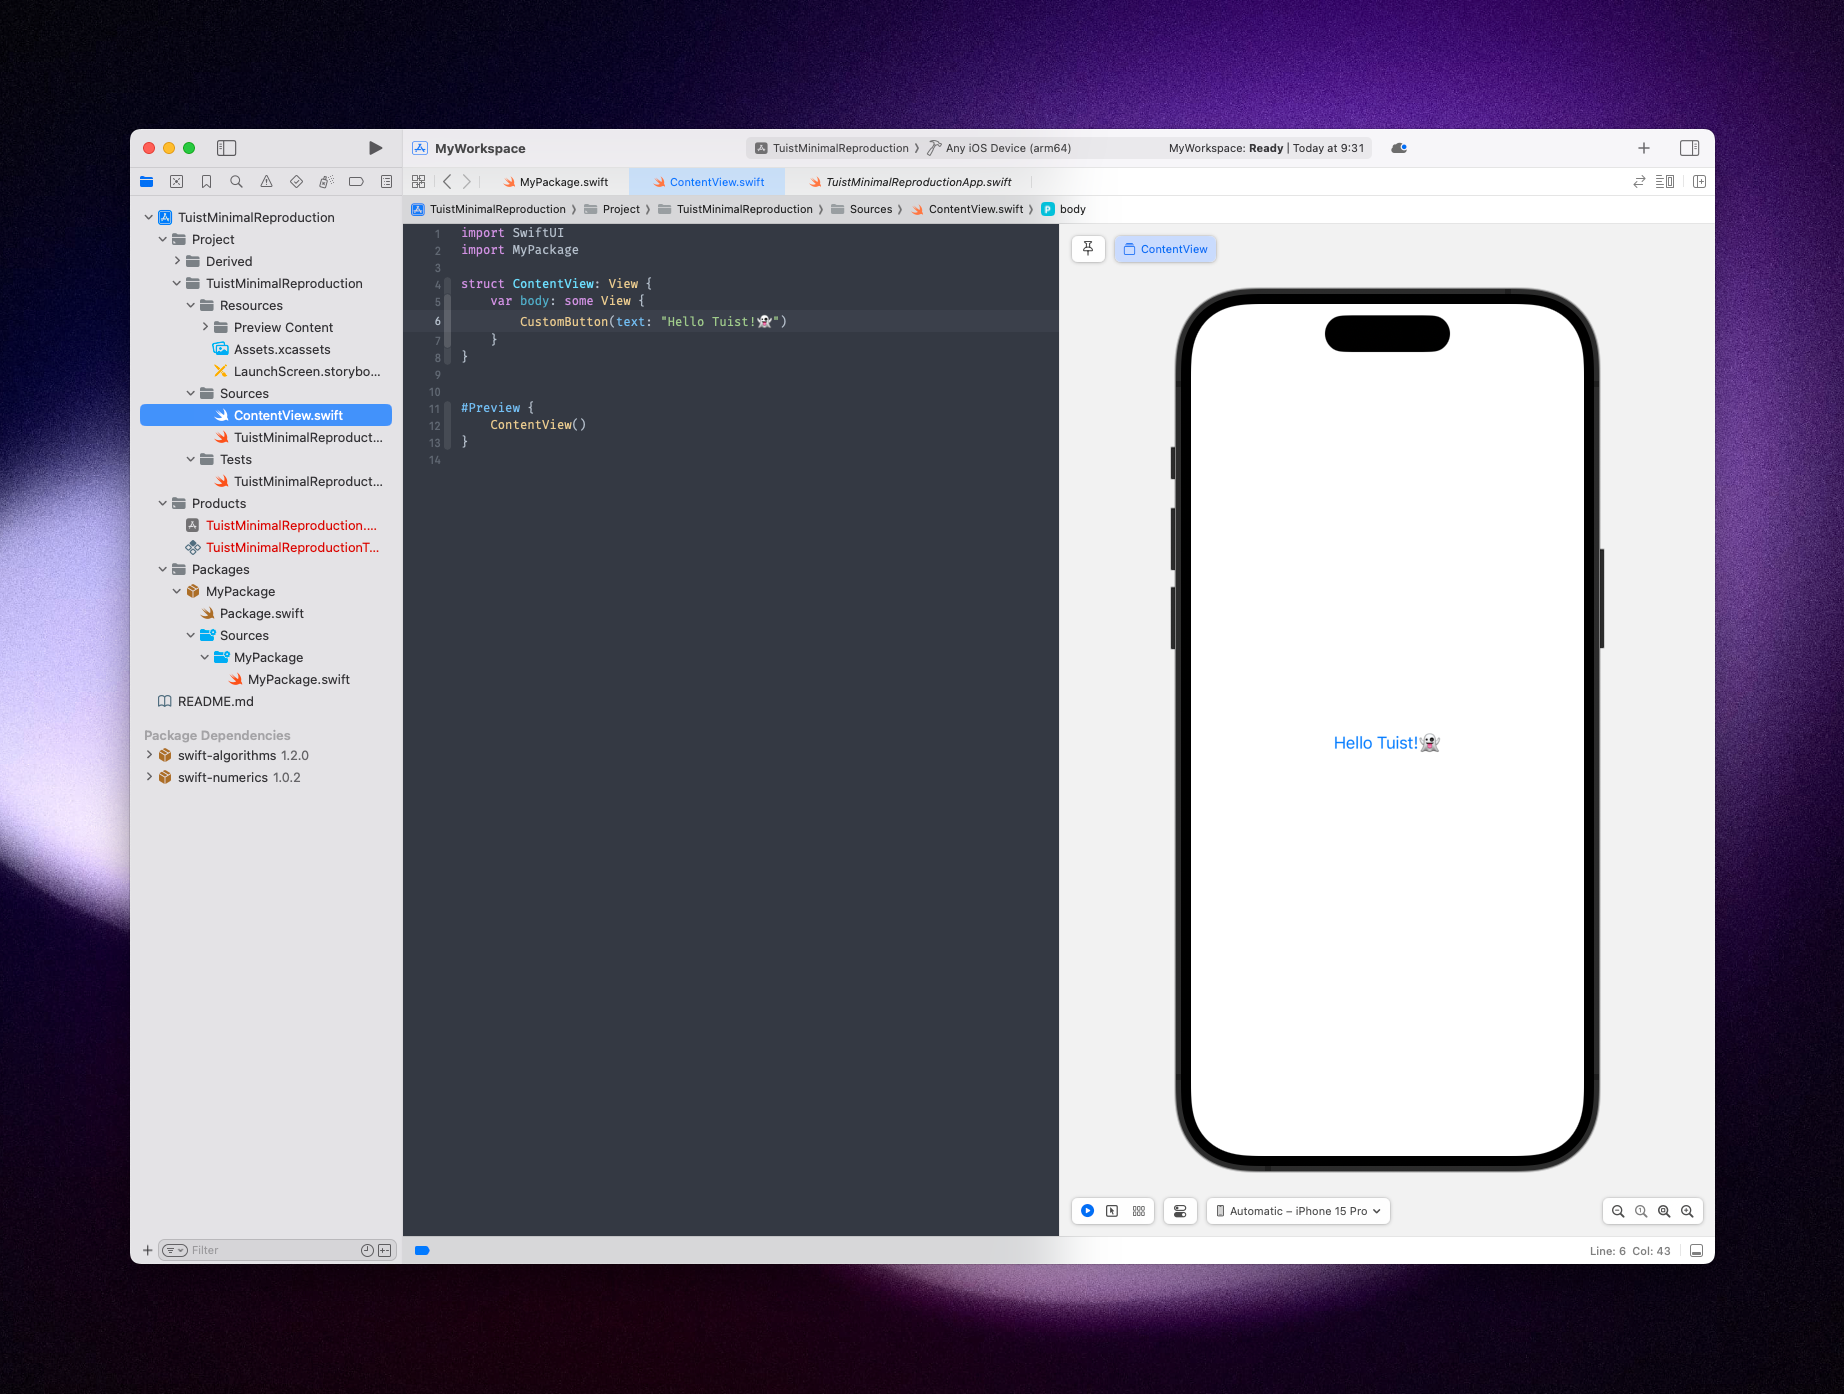 MyWorkspace
TuistMinimalReproduction 〉 Any iOS Device (arm64)
MyWorkspace: Ready | Today at 9:31
MyPackage.swift
ContentView.swift
TuistMinimalReproductionApp.swift
TuistMinimalReproduction 〉 Project 〉 TuistMinimalReproduction 〉 Sources 〉 ContentView.swift 〉 P body
TuistMinimalReproduction
Project
Derived
TuistMinimalReproduction
Resources
Preview Content
Assets.xcassets
LaunchScreen.storybo...
Sources
ContentView.swift
TuistMinimalReproduct...
Tests
TuistMinimalReproduct...
Products
TuistMinimalReproduction....
TuistMinimalReproductionT...
Packages
MyPackage
Package.swift
Sources
MyPackage
MyPackage.swift
README.md
Package Dependencies
swift-algorithms 1.2.0
swift-numerics 1.0.2
Filter
1 import SwiftUI
2 import MyPackage
3
4 struct ContentView: View {
5 var body: some View {
6 CustomButton(text: "Hello Tuist!👻")
7 }
8 }
9
10
11 #Preview {
12 ContentView()
13 }
14
ContentView
Hello Tuist!👻
Automatic – iPhone 15 Pro
Line: 6 Col: 43